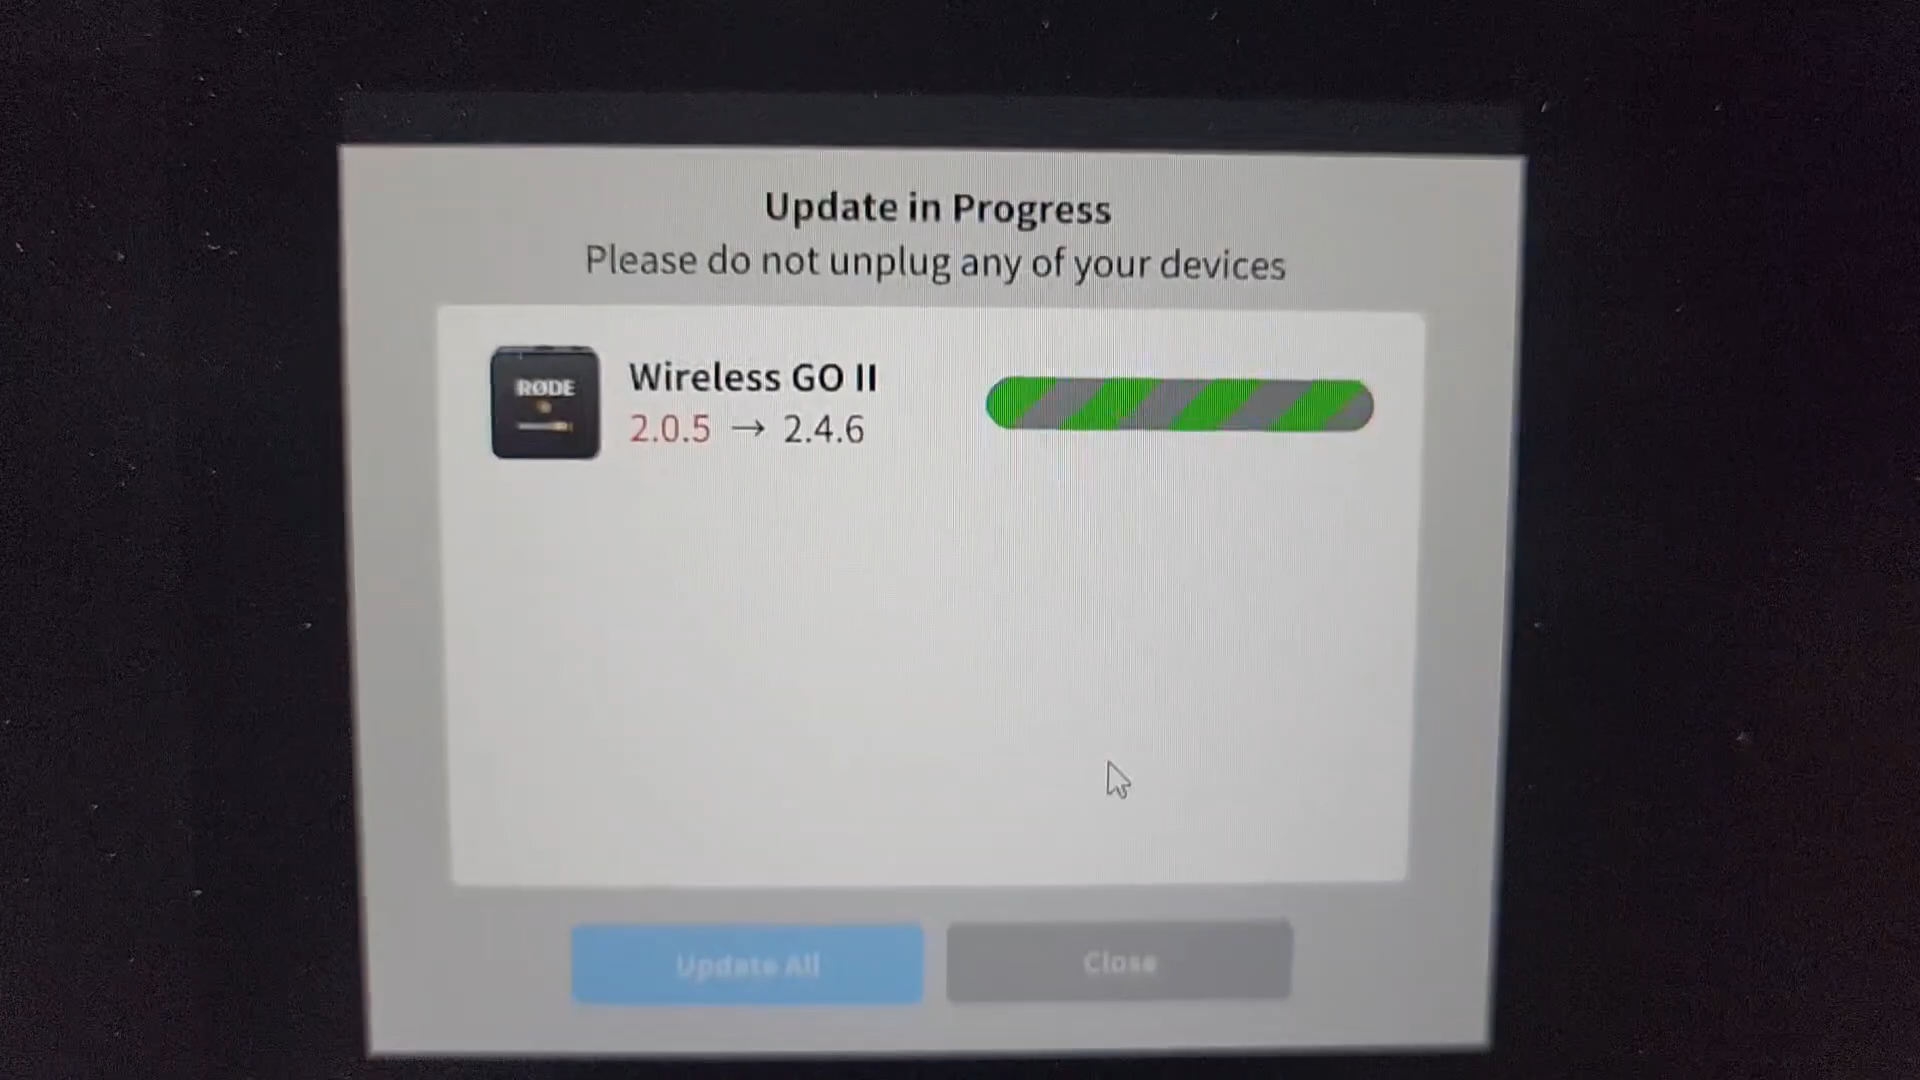 Update in Progress
Please do not unplug any of your devices
RØDE
Wireless GO II
2.0.5 → 2.4.6
Update All
Close